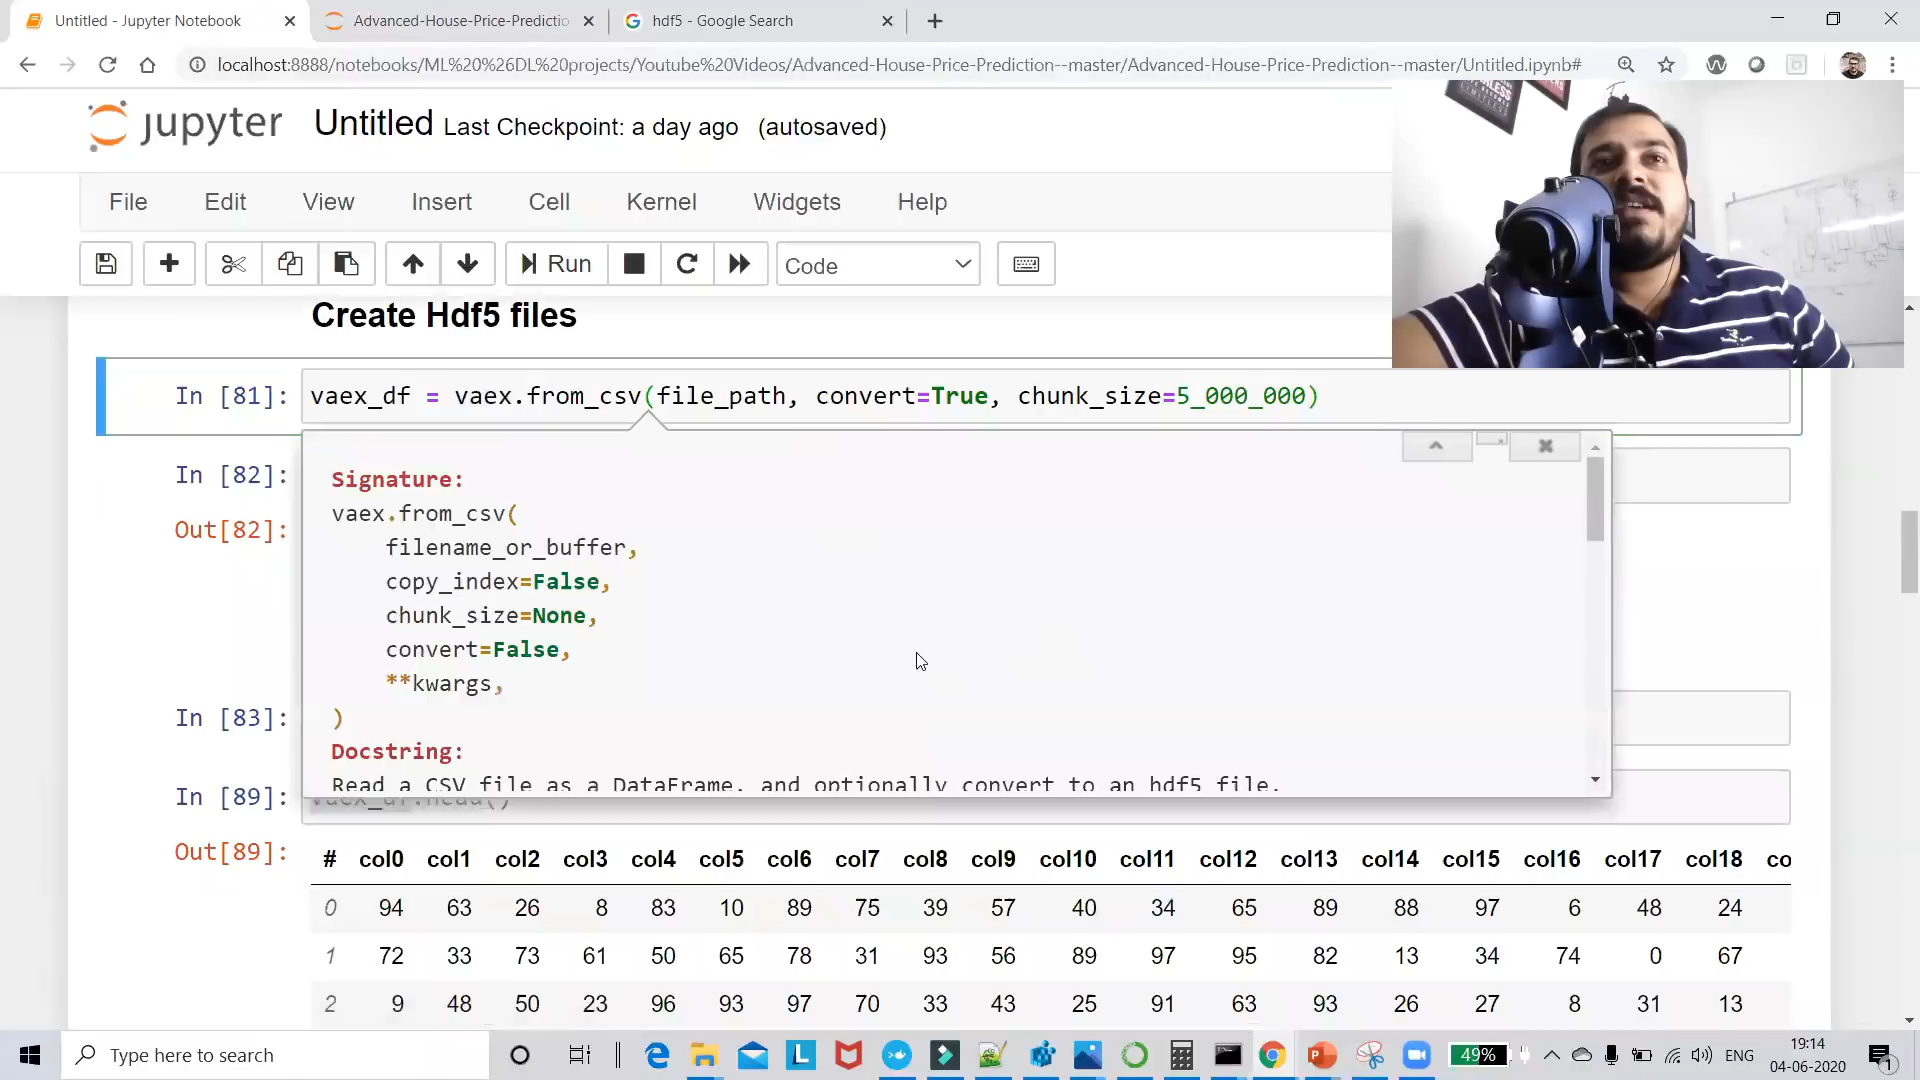 Untitled - Jupyter Notebook
Advanced-House-Price-Predictio
hdf5 - Google Search
localhost:8888/notebooks/ML%20%26DL%20projects/Youtube%20Videos/Advanced-House-Price-Prediction--master/Advanced-House-Price-Prediction--master/Untitled.ipynb#
jupyter Untitled Last Checkpoint: a day ago (autosaved)
File Edit View Insert Cell Kernel Widgets Help
Run Code
Create Hdf5 files
In [81]: vaex_df = vaex.from_csv(file_path, convert=True, chunk_size=5_000_000)
In [82]:
Out[82]:
Signature:
vaex.from_csv(
filename_or_buffer,
copy_index=False,
chunk_size=None,
convert=False,
**kwargs,
)
Docstring:
Read a CSV file as a DataFrame, and optionally convert to an hdf5 file.
In [83]:
In [89]: vaex_df.head()
Out[89]:
# col0 col1 col2 col3 col4 col5 col6 col7 col8 col9 col10 col11 col12 col13 col14 col15 col16 col17 col18 co
0 94 63 26 8 83 10 89 75 39 57 40 34 65 89 88 97 6 48 24
1 72 33 73 61 50 65 78 31 93 56 89 97 95 82 13 34 74 0 67
2 9 48 50 23 96 93 97 70 33 43 25 91 63 93 26 27 8 31 13
Type here to search
49%
ENG
19:14
04-06-2020
1